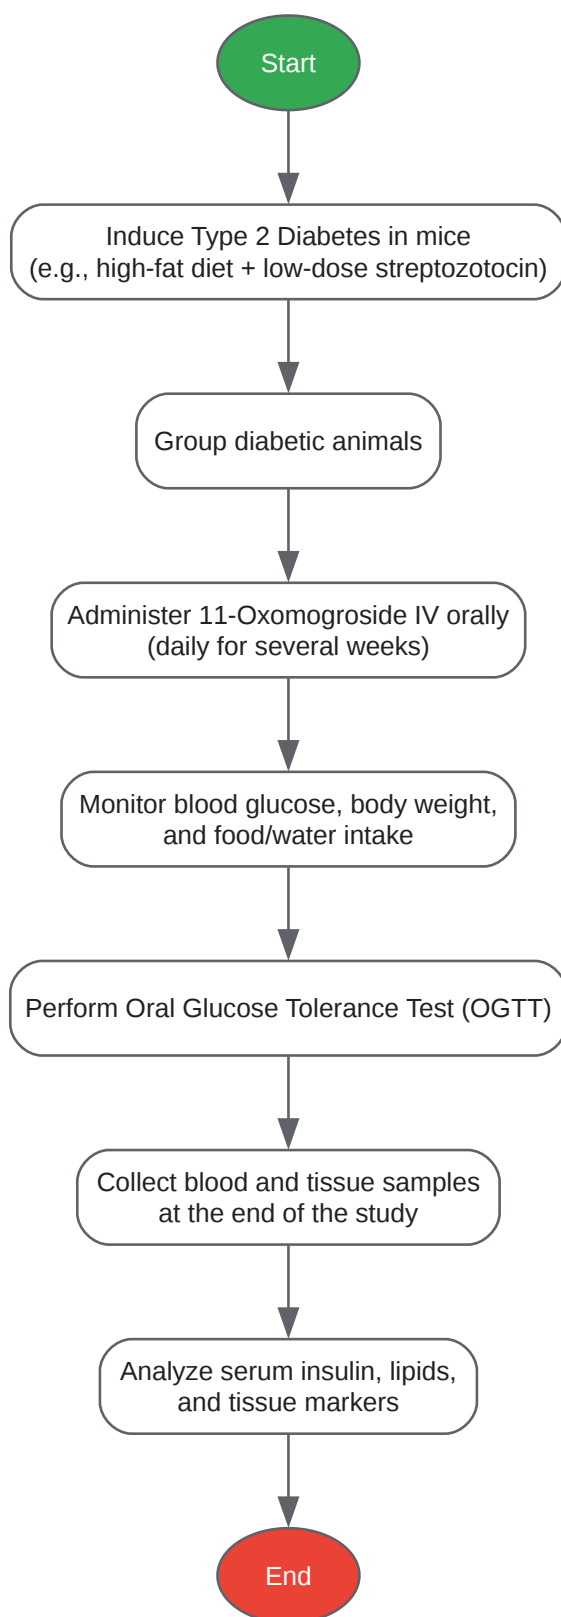 Start
Induce Type 2 Diabetes in mice
(e.g., high-fat diet + low-dose streptozotocin)
Group diabetic animals
Administer 11-Oxomogroside IV orally
(daily for several weeks)
Monitor blood glucose, body weight,
and food/water intake
Perform Oral Glucose Tolerance Test (OGTT)
Collect blood and tissue samples
at the end of the study
Analyze serum insulin, lipids,
and tissue markers
End